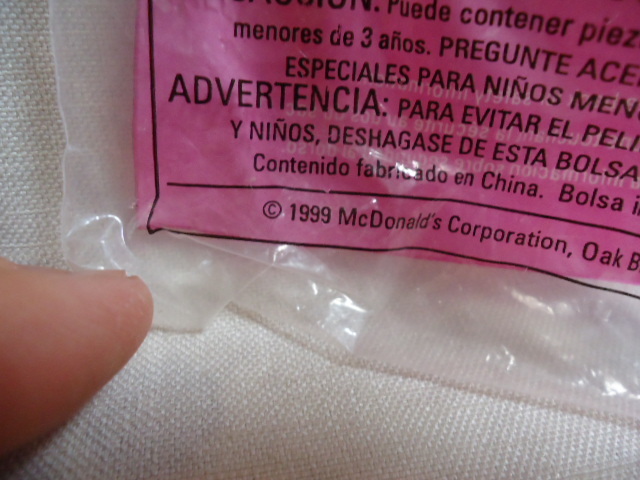 Puede contener piez
menores de 3 años. PREGUNTE ACE
ESPECIALES PARA NIÑOS MEN
ADVERTENCIA: PARA EVITAR EL PELI
Y NIÑOS, DESHAGASE DE ESTA BOLSA
Contenido fabricado en China. Bolsa i
© 1999 McDonald's Corporation, Oak B